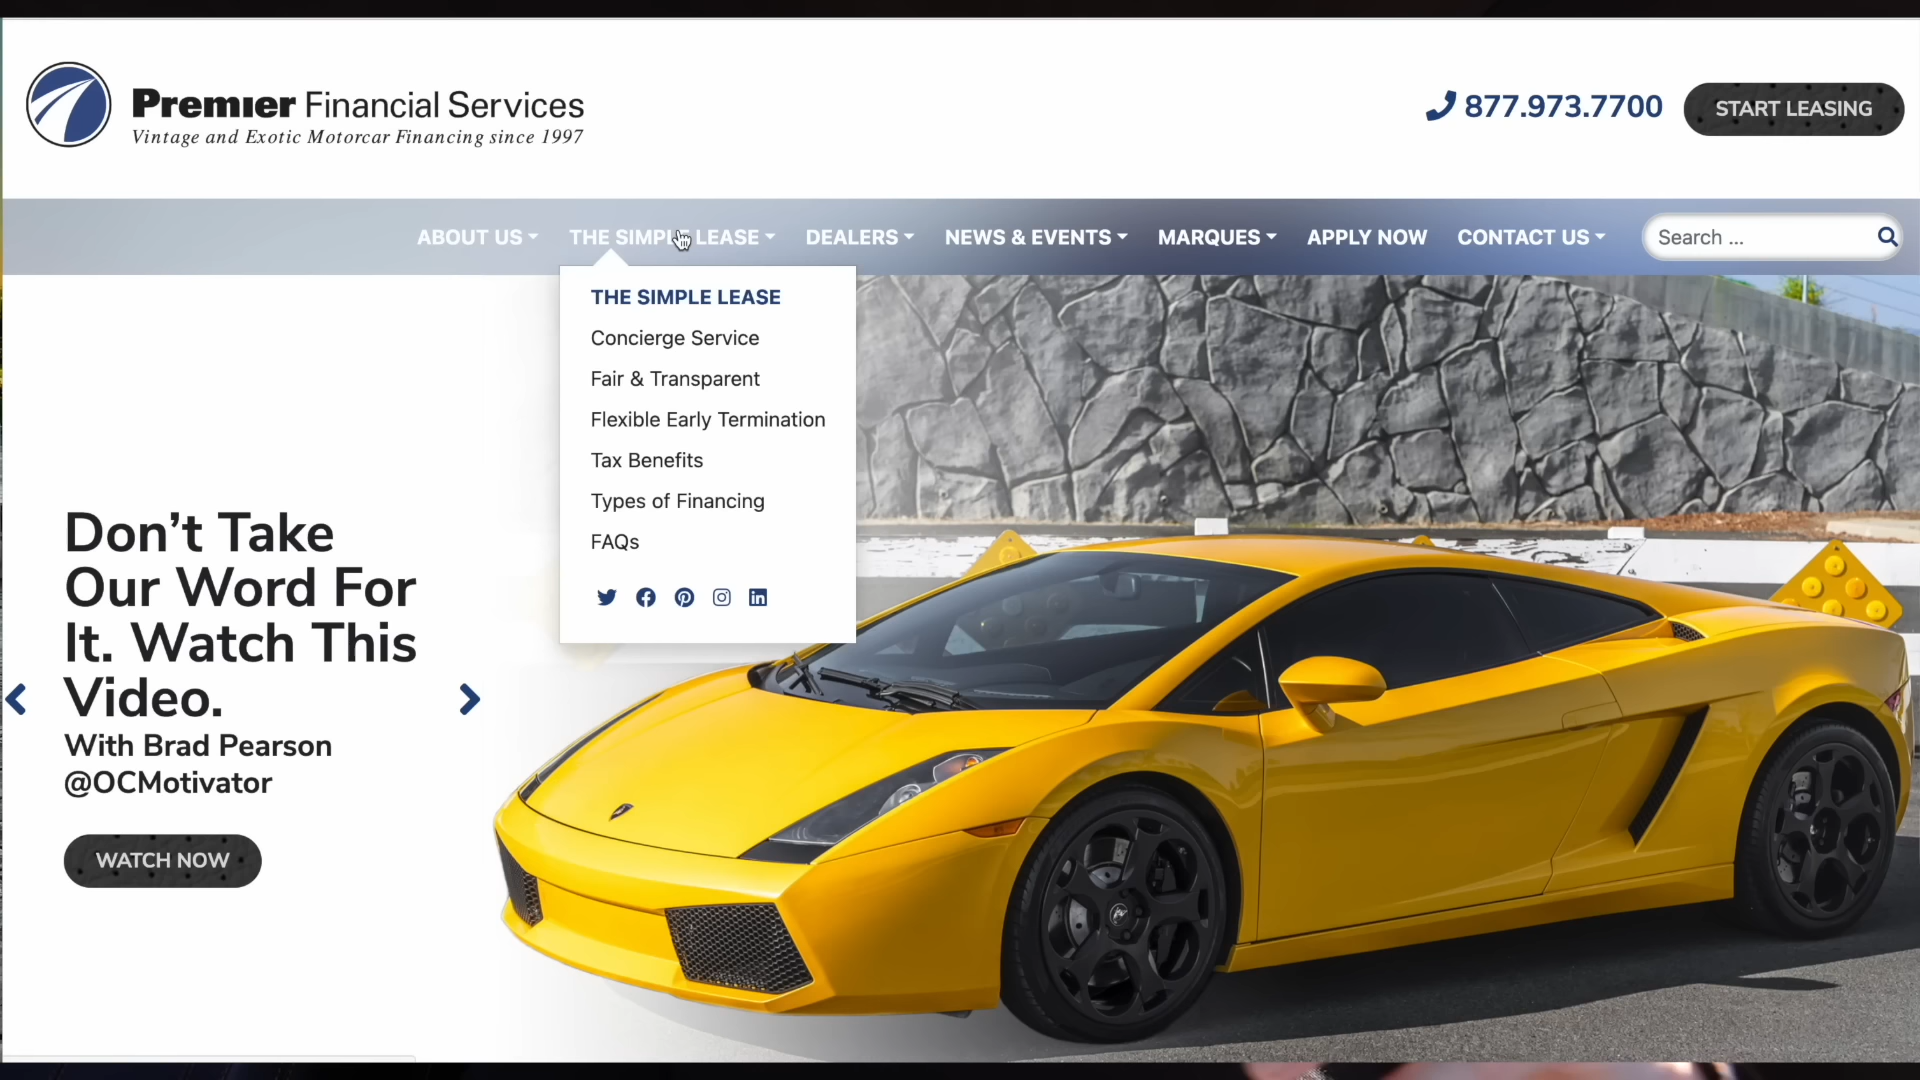 Premier Financial Services
Vintage and Exotic Motorcar Financing since 1997
877.973.7700
START LEASING
ABOUT US
THE SIMPLE LEASE
DEALERS
NEWS & EVENTS
MARQUES
APPLY NOW
CONTACT US
Search ...
THE SIMPLE LEASE
Concierge Service
Fair & Transparent
Flexible Early Termination
Tax Benefits
Types of Financing
FAQs
Don't Take
Our Word For
It. Watch This
Video.
With Brad Pearson
@OCMotivator
WATCH NOW